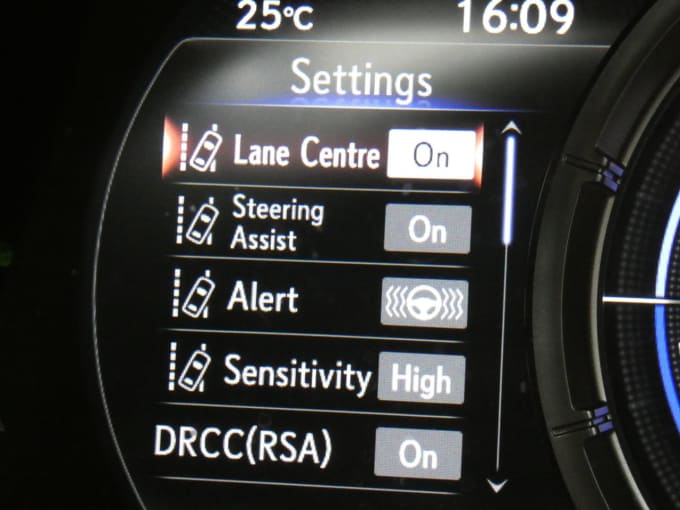 25°C 16:09
Settings
Lane Centre On
Steering
Assist On
Alert
Sensitivity High
DRCC(RSA) On